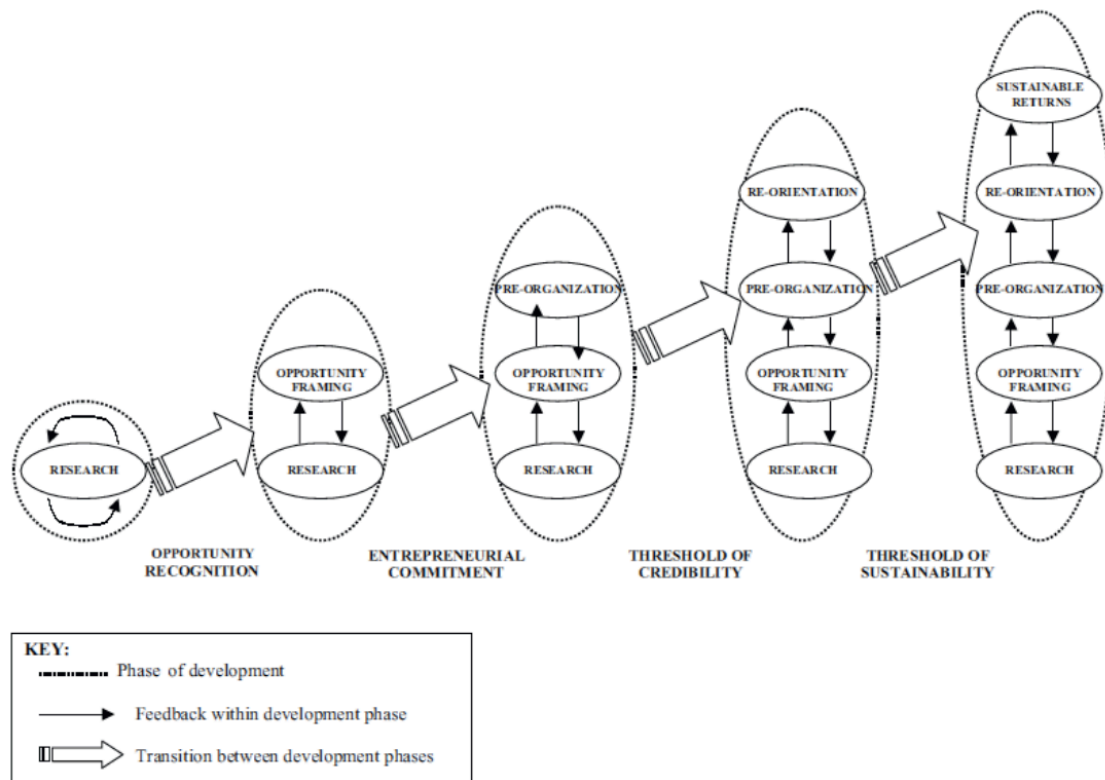 SUSTAINABLE
RETURNS
RE-ORIENTATION
RE-ORIENTATION
PRE-ORGANIZATION
PRE-ORGANIZATION
PRE-ORGANIZATION
OPPORTUNITY
FRAMING
OPPORTUNITY
FRAMING
OPPORTUNITY
FRAMING
OPPORUNITY
FRAMING
RESEARCH
RESEARCH
RESEARCH
RESEARCH
RESEARCH
OPPORTUNITY
RECOGNITION
ENTREPRENEURIAL
COMMITMENT
THRESHOLD OF
CREDIBILITY
THRESHOLD OF
SUSTAINABILITY
KEY:
Phase of development
Feedback within development phase
Transition between development phases